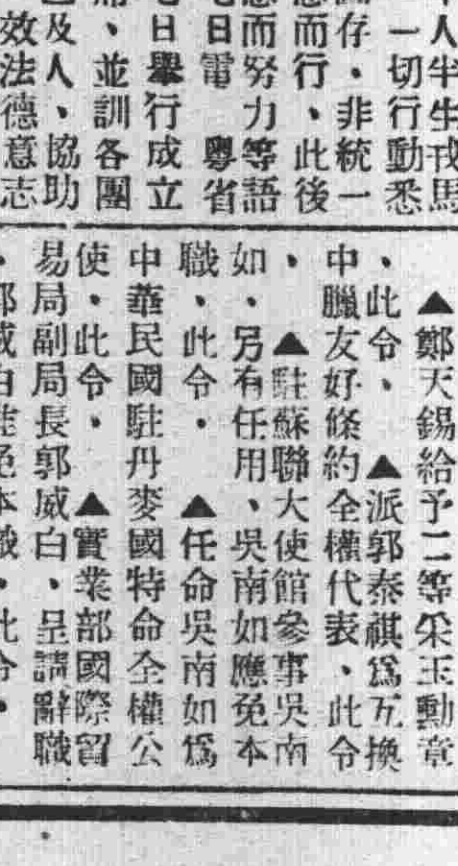 人半生戎馬
一切行動悉
存、非統一
而行、此後
而努力等語
日電　粵省
日舉行成立
、並訓各團
及人、協助
效法德意志
▲鄭天錫給予二等采玉勳章
、此令、　▲派郭泰祺爲互換
中臘友好條約全權代表、此令
、　▲駐蘇聯大使館參事吳南
如、另有任用、吳南如應免本
職、此令．　▲任命吳南如爲
中華民國駐丹麥國特命全權公
使、此令．　▲實業部國際貿
易局副局長郭威白、呈請辭職